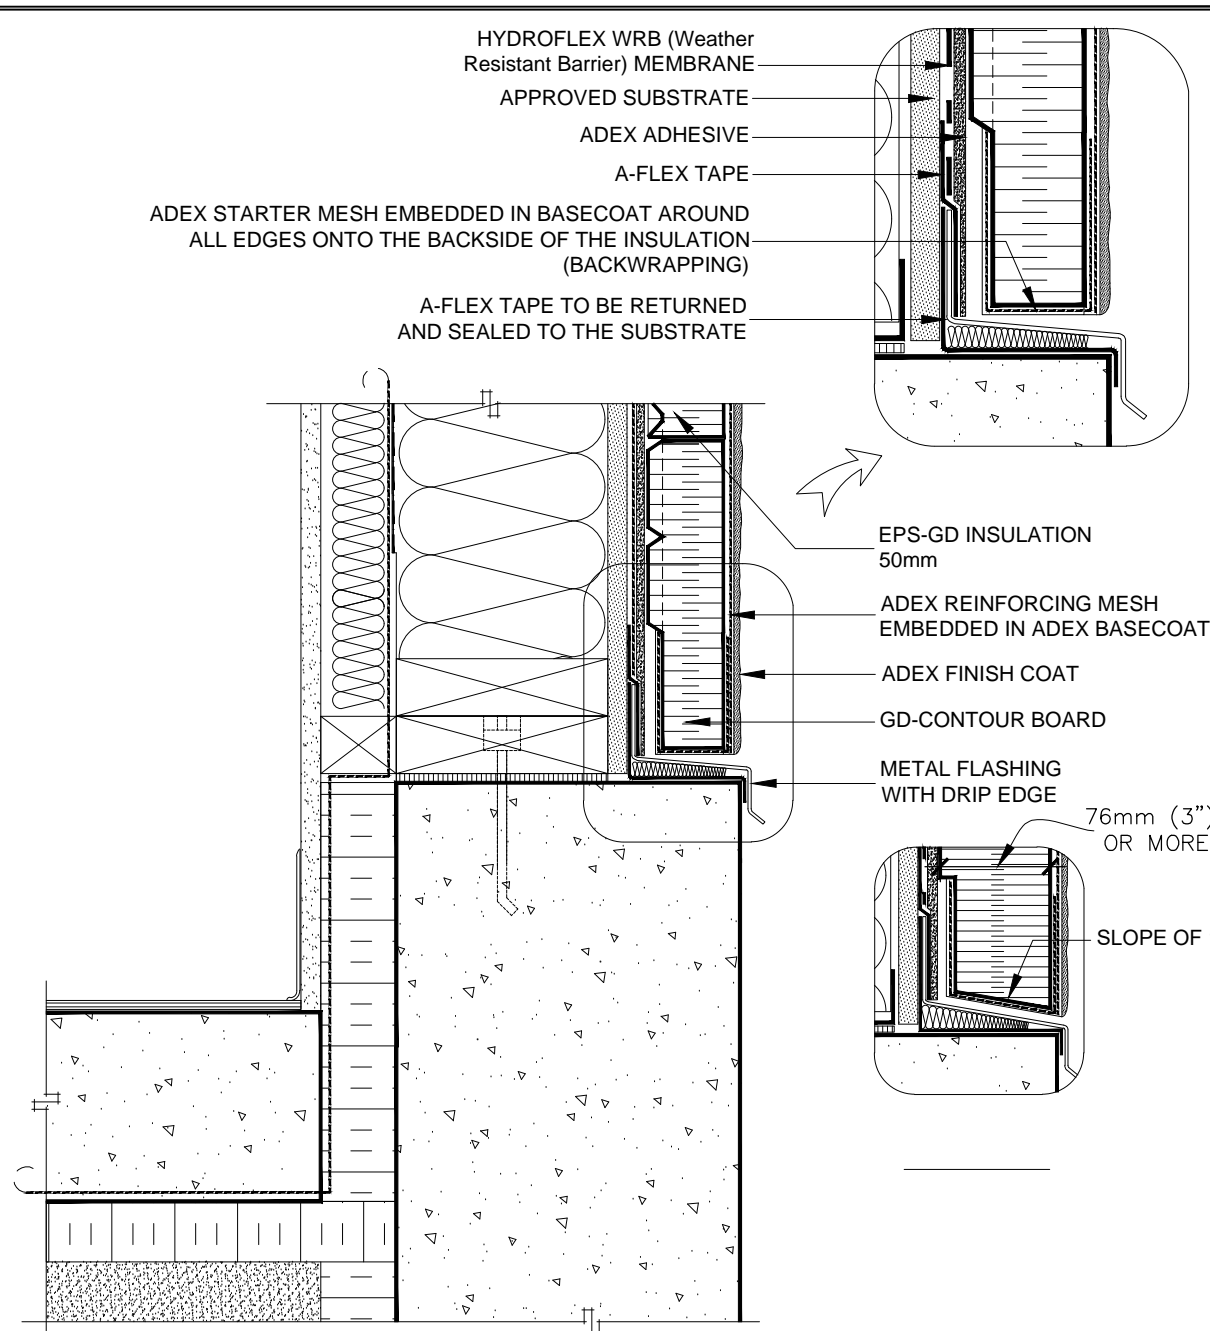 HYDROFLEX WRB (Weather
Resistant Barrier) MEMBRANE
APPROVED SUBSTRATE
ADEX ADHESIVE
A-FLEX TAPE
ADEX STARTER MESH EMBEDDED IN BASECOAT AROUND
ALL EDGES ONTO THE BACKSIDE OF THE INSULATION
(BACKWRAPPING)
A-FLEX TAPE TO BE RETURNED
AND SEALED TO THE SUBSTRATE
EPS-GD INSULATION
50mm
ADEX REINFORCING MESH
EMBEDDED IN ADEX BASECOAT
ADEX FINISH COAT
GD-CONTOUR BOARD
METAL FLASHING
WITH DRIP EDGE
76mm (3")
OR MORE
SLOPE OF